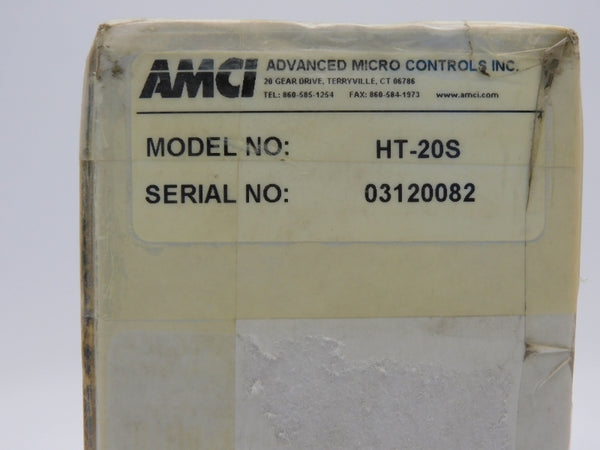 AMCI ADVANCED MICRO CONTROLS INC.
20 GEAR DRIVE, TERRYVILLE, CT 06786
TEL: 860-585-1254 FAX: 860-584-1973 www.amci.com
MODEL NO: HT-20S
SERIAL NO: 03120082